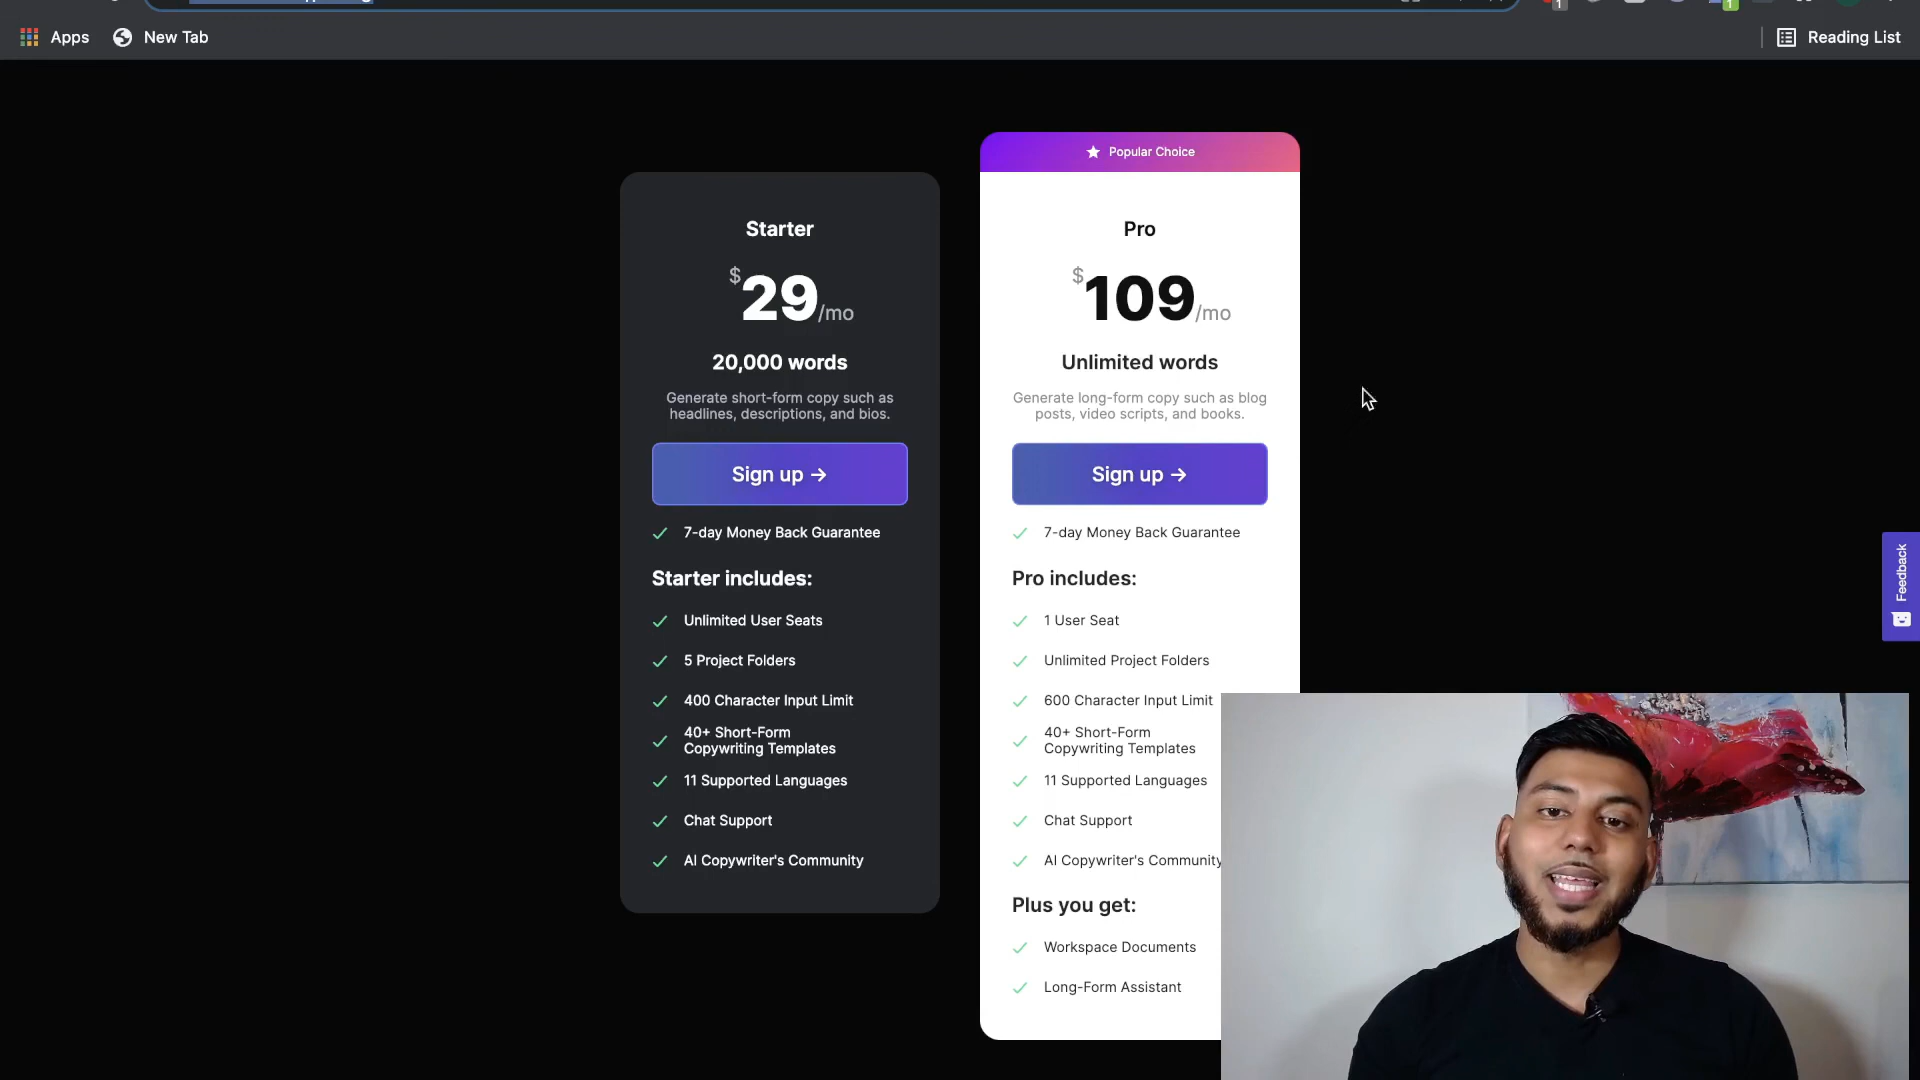 1
1
Apps
New Tab
Reading List
Popular Choice
Starter
$29/mo
20,000 words
Generate short-form copy such as
headlines, descriptions, and bios.
Sign up →
7-day Money Back Guarantee
Starter includes:
Unlimited User Seats
5 Project Folders
400 Character Input Limit
40+ Short-Form
Copywriting Templates
11 Supported Languages
Chat Support
AI Copywriter's Community
Pro
$109/mo
Unlimited words
Generate long-form copy such as blog
posts, video scripts, and books.
Sign up →
7-day Money Back Guarantee
Pro includes:
1 User Seat
Unlimited Project Folders
600 Character Input Limit
40+ Short-Form
Copywriting Templates
11 Supported Languages
Chat Support
AI Copywriter's Community
Plus you get:
Workspace Documents
Long-Form Assistant
Feedback